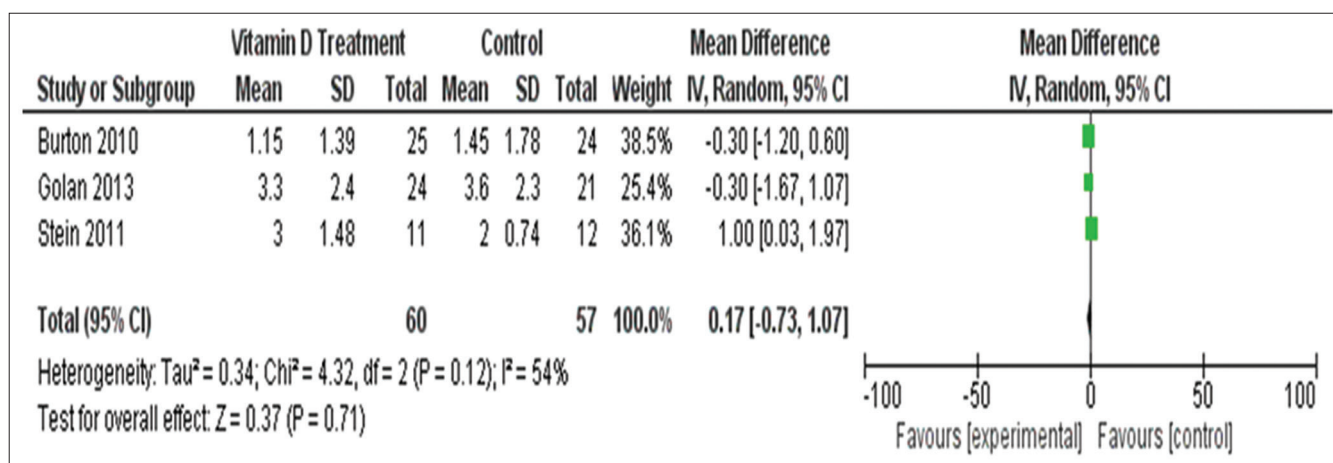 Vitamin D Treatment Control Mean Difference Mean Difference
Study or Subgroup Mean SD Total Mean SD Total Weight IV, Random, 95% CI IV, Random, 95% CI
Burton 2010 1.15 1.39 25 1.45 1.78 24 38.5% -0.30 [-1.20, 0.60]
Golan 2013 3.3 2.4 24 3.6 2.3 21 25.4% -0.30 [-1.67, 1.07]
Stein 2011 3 1.48 11 2 0.74 12 36.1% 1.00 [0.03, 1.97]
Total (95% CI) 60 57 100.0% 0.17 [-0.73, 1.07]
Heterogeneity: Tau² = 0.34; Chi² = 4.32, df = 2 (P = 0.12); I² = 54%
Test for overall effect: Z = 0.37 (P = 0.71)
-100 -50 0 50 100
Favours [experimental] Favours [control]